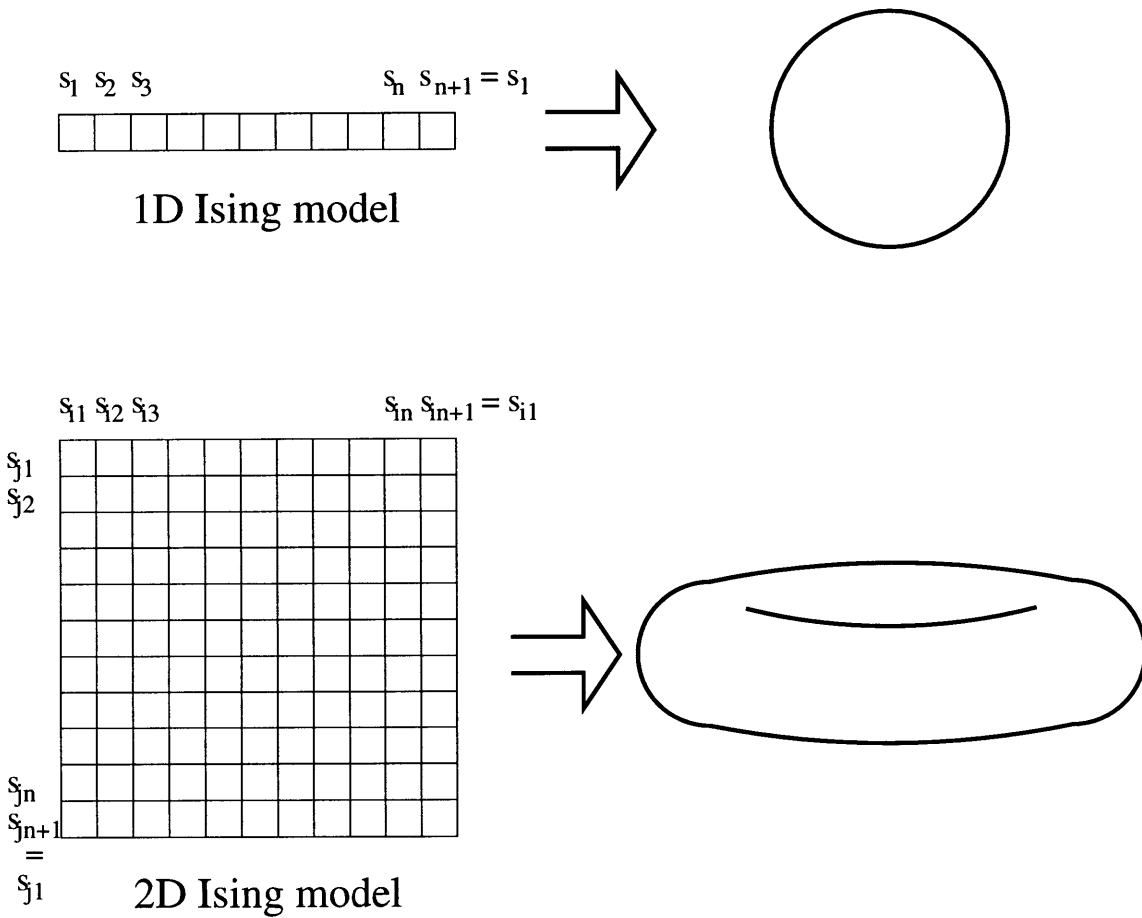 s1 s2 s3 sn sn+1 = s1
1D Ising model
si1 si2 si3 sin sin+1 = si1
sj1
sj2
sjn
sjn+1
=
sj1
2D Ising model